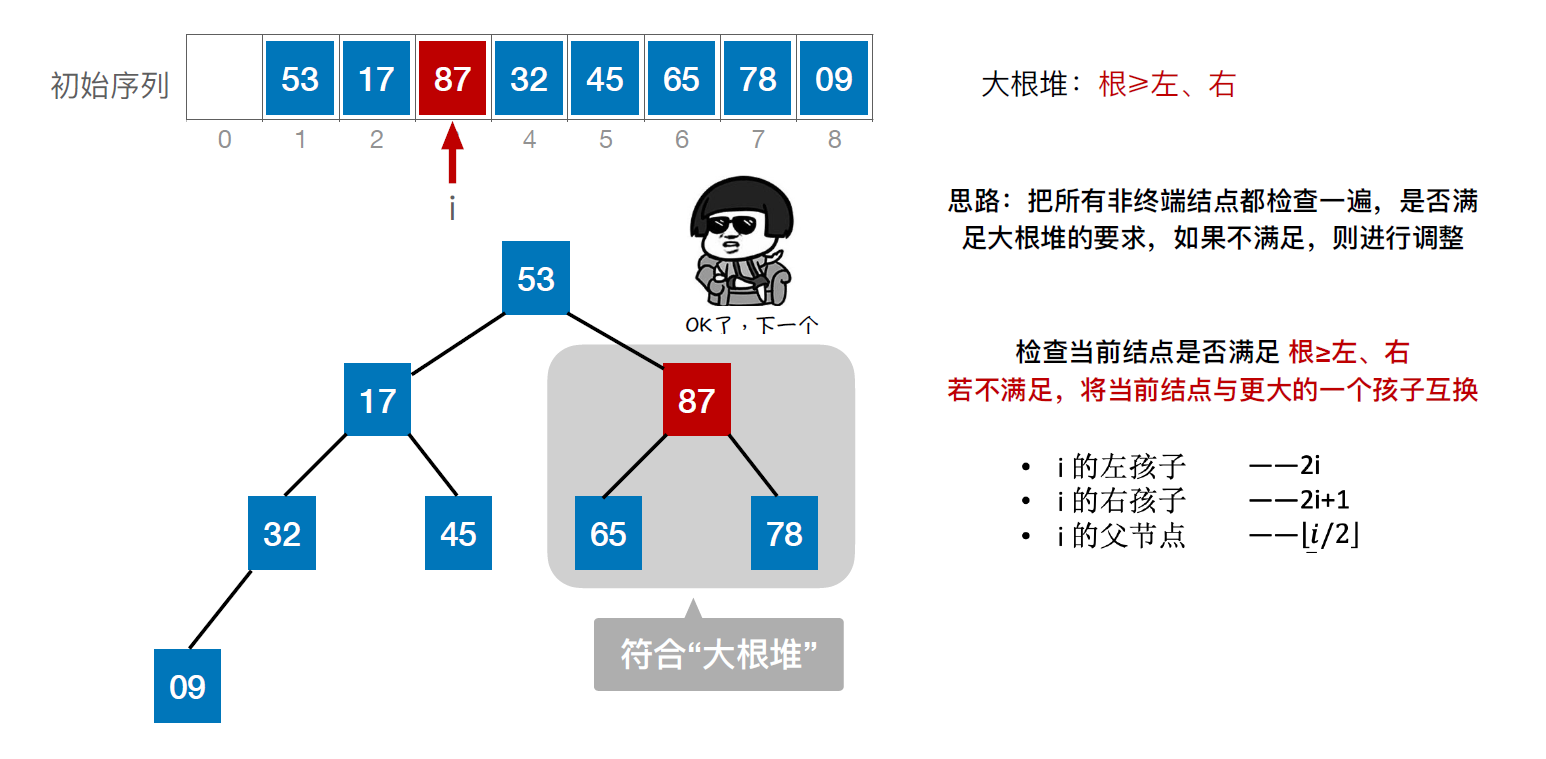 初始序列
53 17 87 32 45 65 78 09
0 1 2 4 5 6 7 8
i
大根堆：根≥左、右
思路：把所有非终端结点都检查一遍，是否满
足大根堆的要求，如果不满足，则进行调整
53
OK了，下一个
检查当前结点是否满足 根≥左、右
若不满足，将当前结点与更大的一个孩子互换
17
87
• i 的左孩子 ——2i
• i 的右孩子 ——2i+1
• i 的父节点 ——⌊i/2⌋
32
45
65
78
符合“大根堆”
09